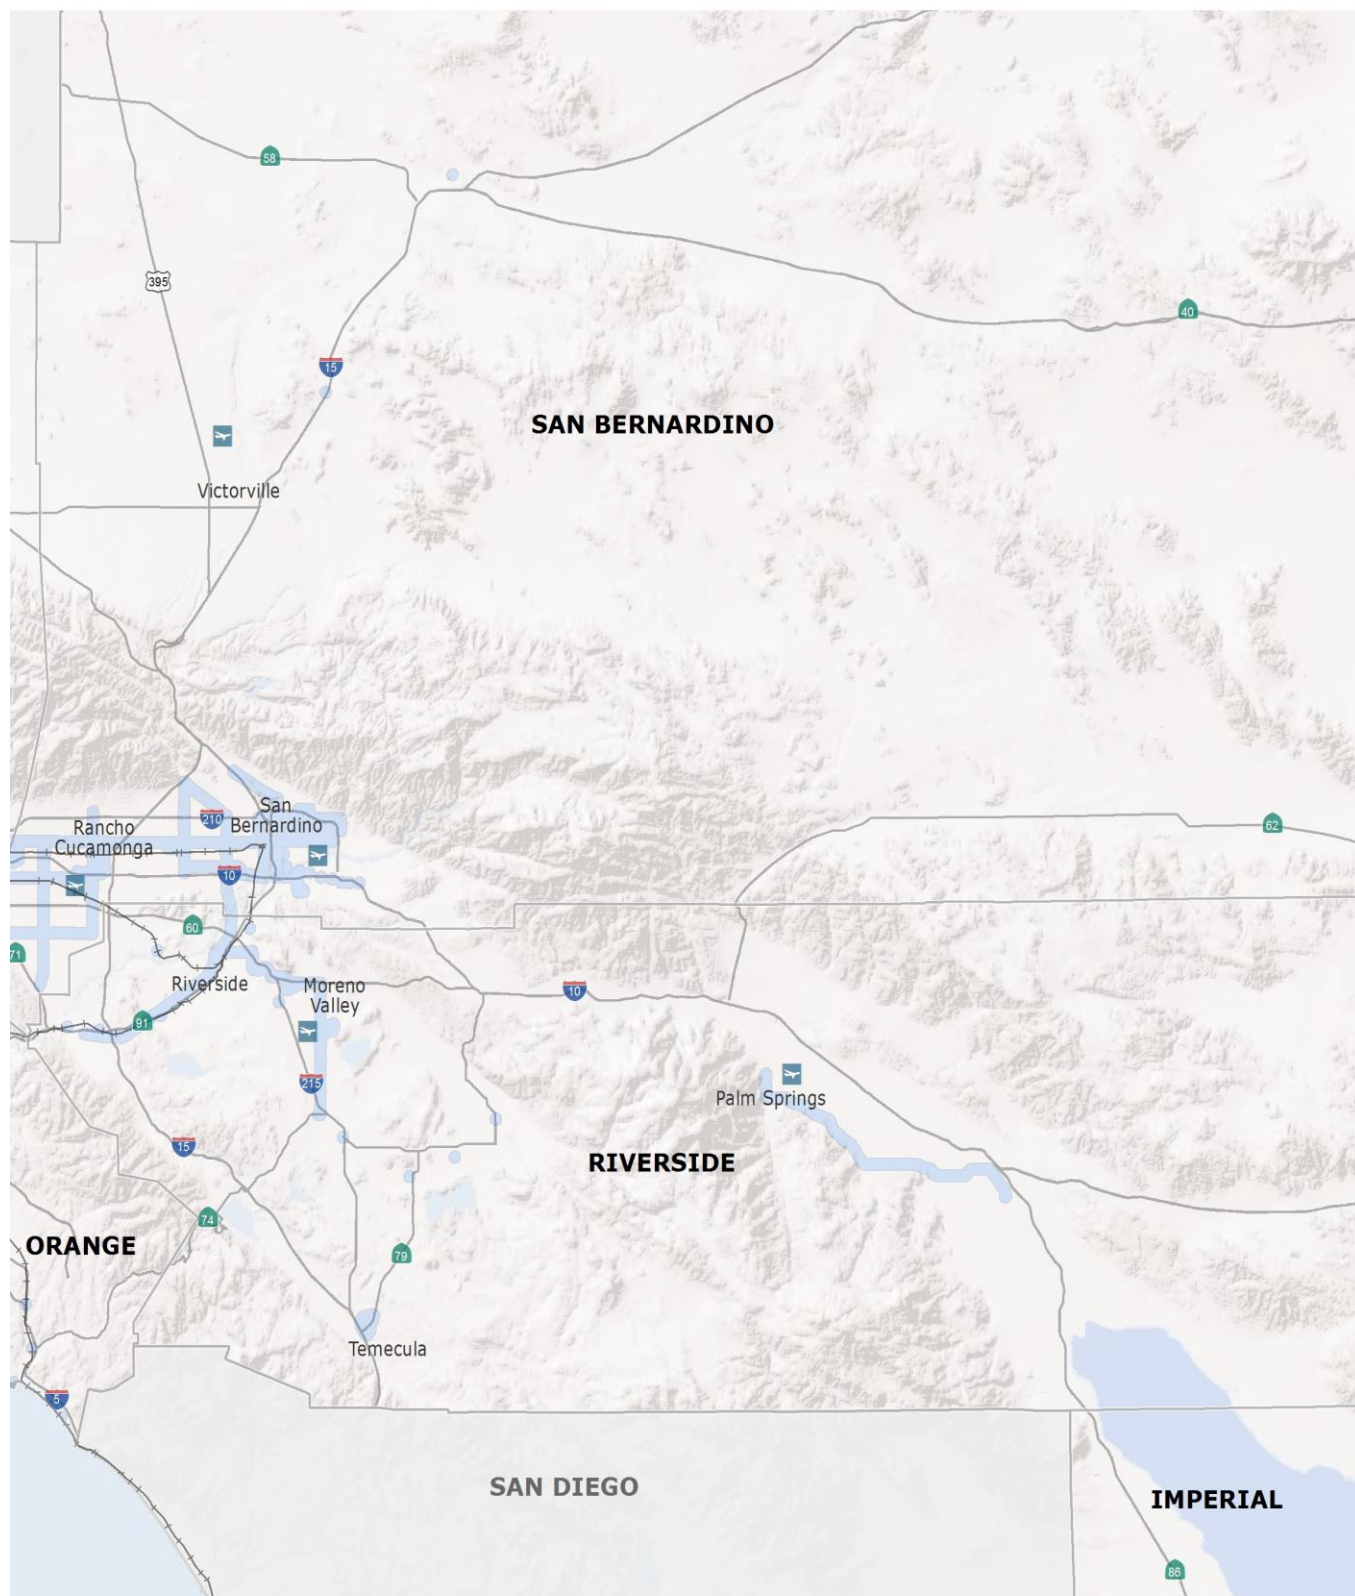 58
395
40
15
SAN BERNARDINO
Victorville
San
Bernardino
210
Rancho
Cucamonga
62
10
60
71
Riverside
Moreno
Valley
10
91
215
Palm Springs
15
RIVERSIDE
74
ORANGE
79
Temecula
5
SAN DIEGO
IMPERIAL
86